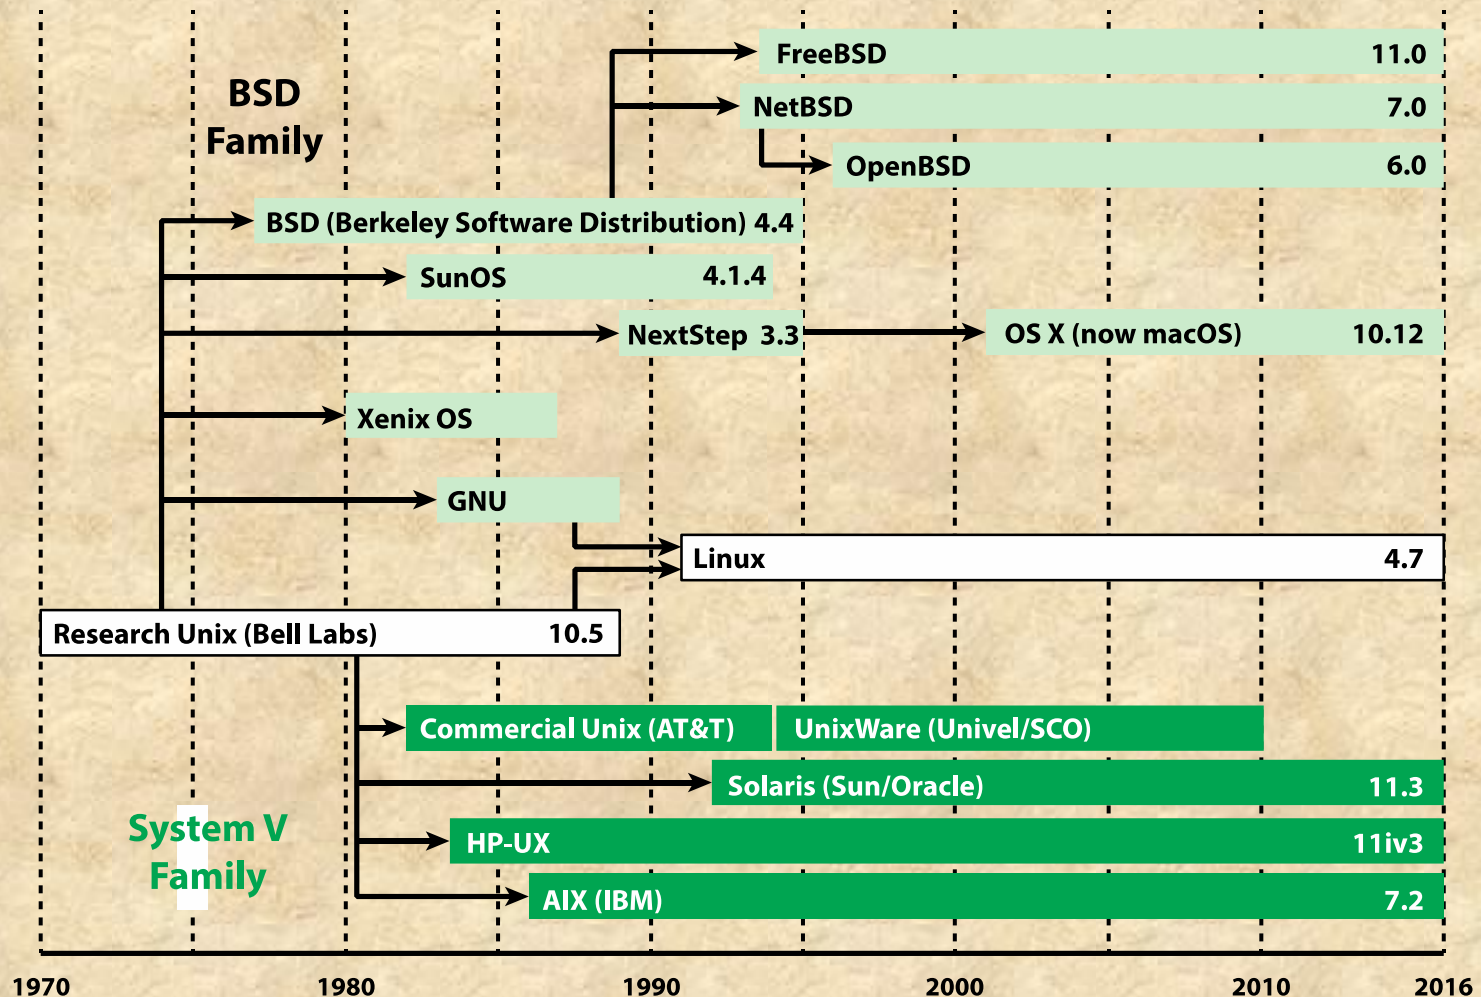 FreeBSD 11.0
BSD
Family
NetBSD 7.0
OpenBSD 6.0
BSD (Berkeley Software Distribution) 4.4
SunOS 4.1.4
NextStep 3.3
OS X (now macOS) 10.12
Xenix OS
GNU
Linux 4.7
Research Unix (Bell Labs) 10.5
Commercial Unix (AT&T)
UnixWare (Univel/SCO)
Solaris (Sun/Oracle) 11.3
System V
Family
HP-UX 11iv3
AIX (IBM) 7.2
1970 1980 1990 2000 2010 2016